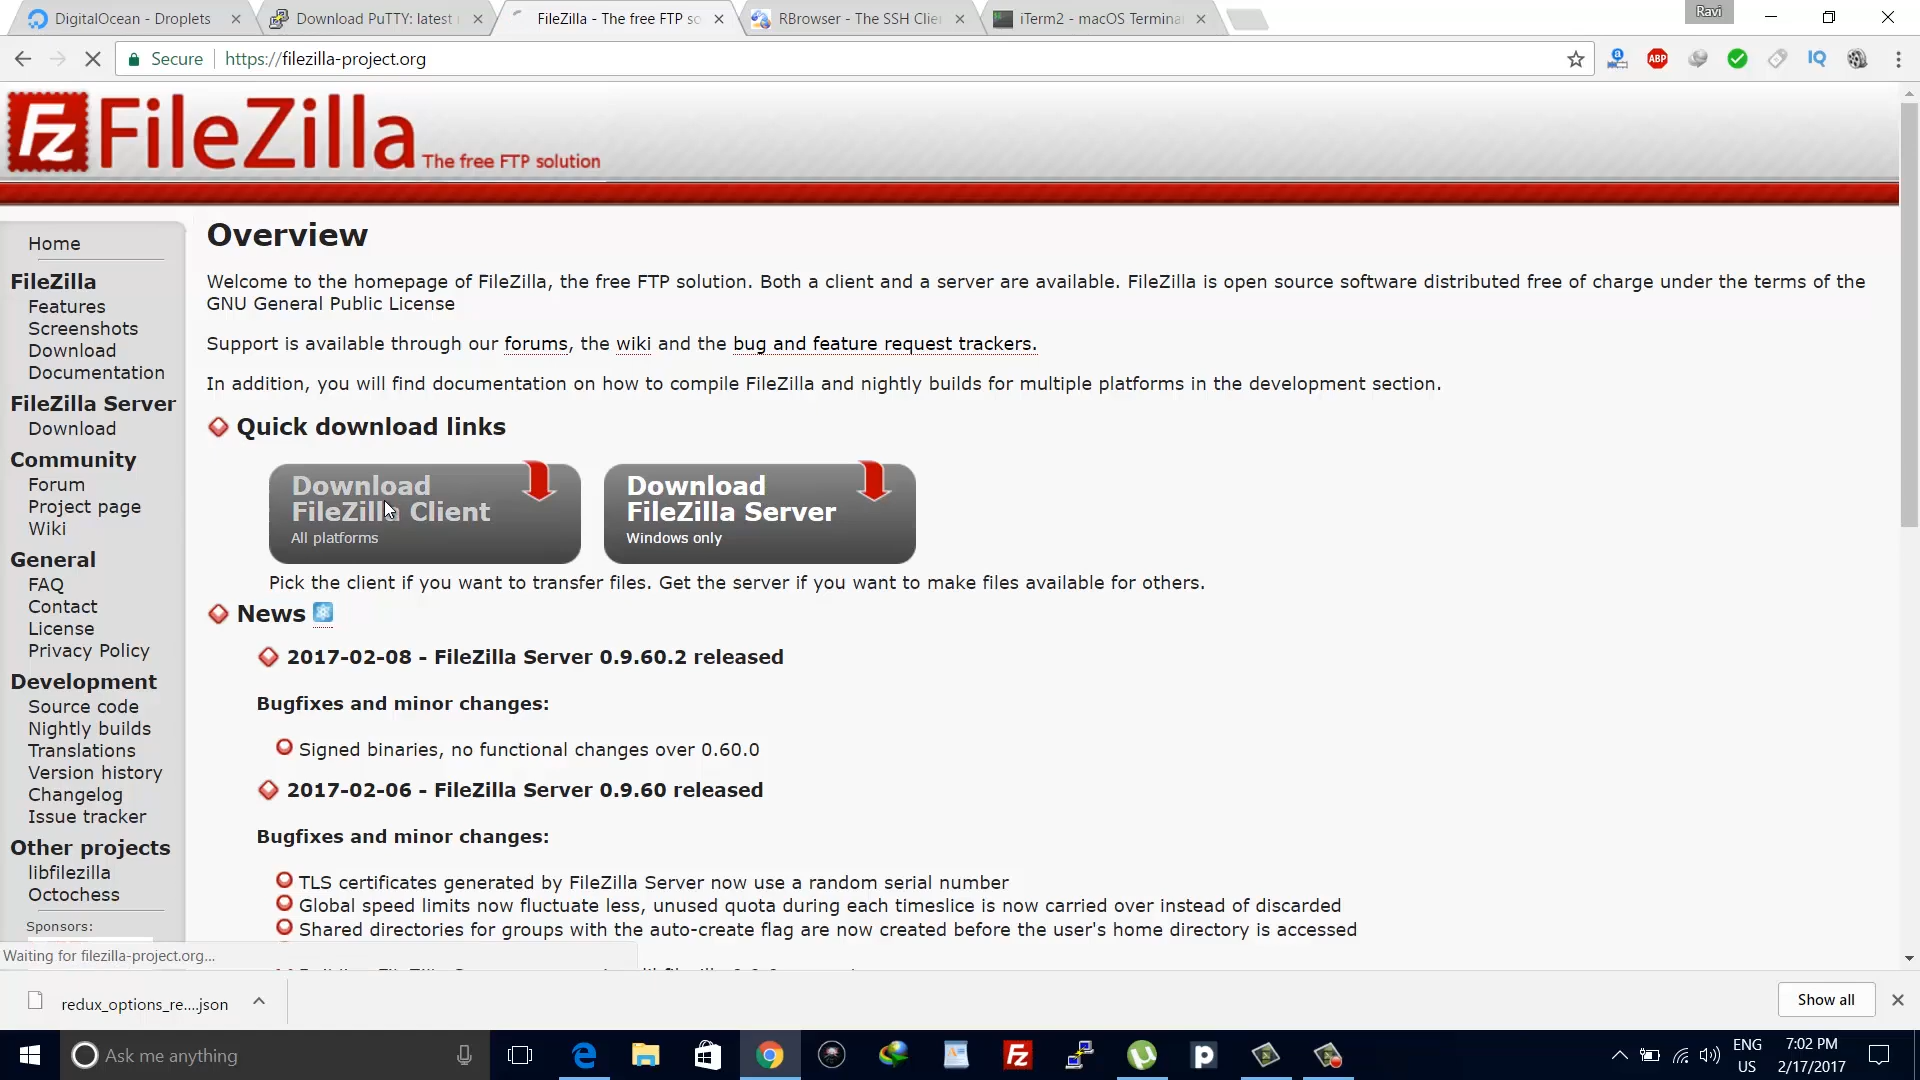 DigitalOcean - Droplets
Download PuTTY: latest
FileZilla - The free FTP so
RBrowser - The SSH Clie
iTerm2 - macOS Termina
Ravi
Secure
https://filezilla-project.org
ABP
IQ
Fz FileZilla The free FTP solution
Home
FileZilla
Features
Screenshots
Download
Documentation
FileZilla Server
Download
Community
Forum
Project page
Wiki
General
FAQ
Contact
License
Privacy Policy
Development
Source code
Nightly builds
Translations
Version history
Changelog
Issue tracker
Other projects
libfilezilla
Octochess
Sponsors:
Overview
Welcome to the homepage of FileZilla, the free FTP solution. Both a client and a server are available. FileZilla is open source software distributed free of charge under the terms of the
GNU General Public License
Support is available through our forums, the wiki and the bug and feature request trackers.
In addition, you will find documentation on how to compile FileZilla and nightly builds for multiple platforms in the development section.
Quick download links
Download
FileZilla Client
All platforms
Download
FileZilla Server
Windows only
Pick the client if you want to transfer files. Get the server if you want to make files available for others.
News
2017-02-08 - FileZilla Server 0.9.60.2 released
Bugfixes and minor changes:
Signed binaries, no functional changes over 0.60.0
2017-02-06 - FileZilla Server 0.9.60 released
Bugfixes and minor changes:
TLS certificates generated by FileZilla Server now use a random serial number
Global speed limits now fluctuate less, unused quota during each timeslice is now carried over instead of discarded
Shared directories for groups with the auto-create flag are now created before the user's home directory is accessed
Waiting for filezilla-project.org...
redux_options_re....json
Show all
Ask me anything
ENG
US
7:02 PM
2/17/2017